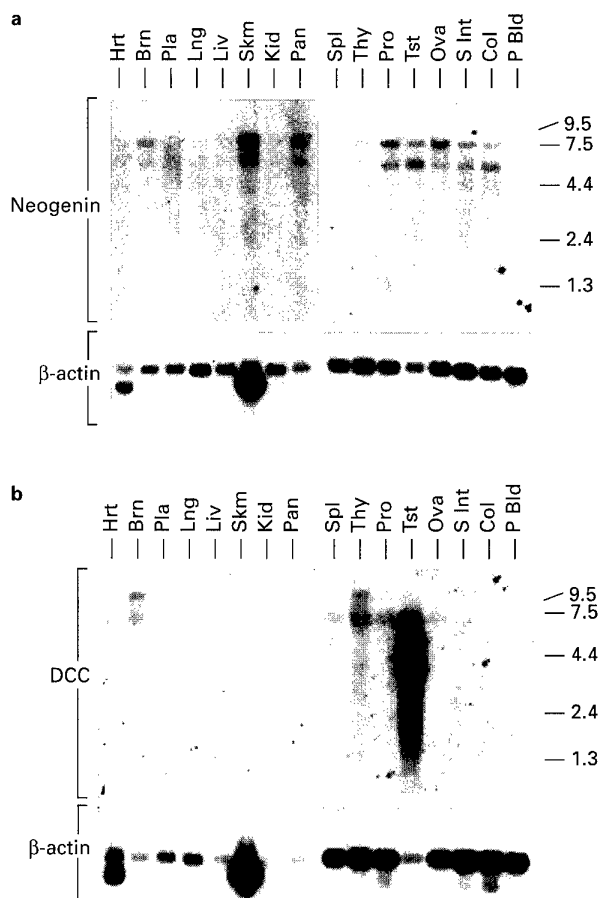 a
Hrt Brn Pla Lng Liv Skm Kid Pan Spl Thy Pro Tst Ova S Int Col P Bld
9.5
7.5
4.4
Neogenin
2.4
1.3
β-actin
b
Hrt Brn Pla Lng Liv Skm Kid Pan Spl Thy Pro Tst Ova S Int Col P Bld
9.5
7.5
4.4
DCC
2.4
1.3
β-actin